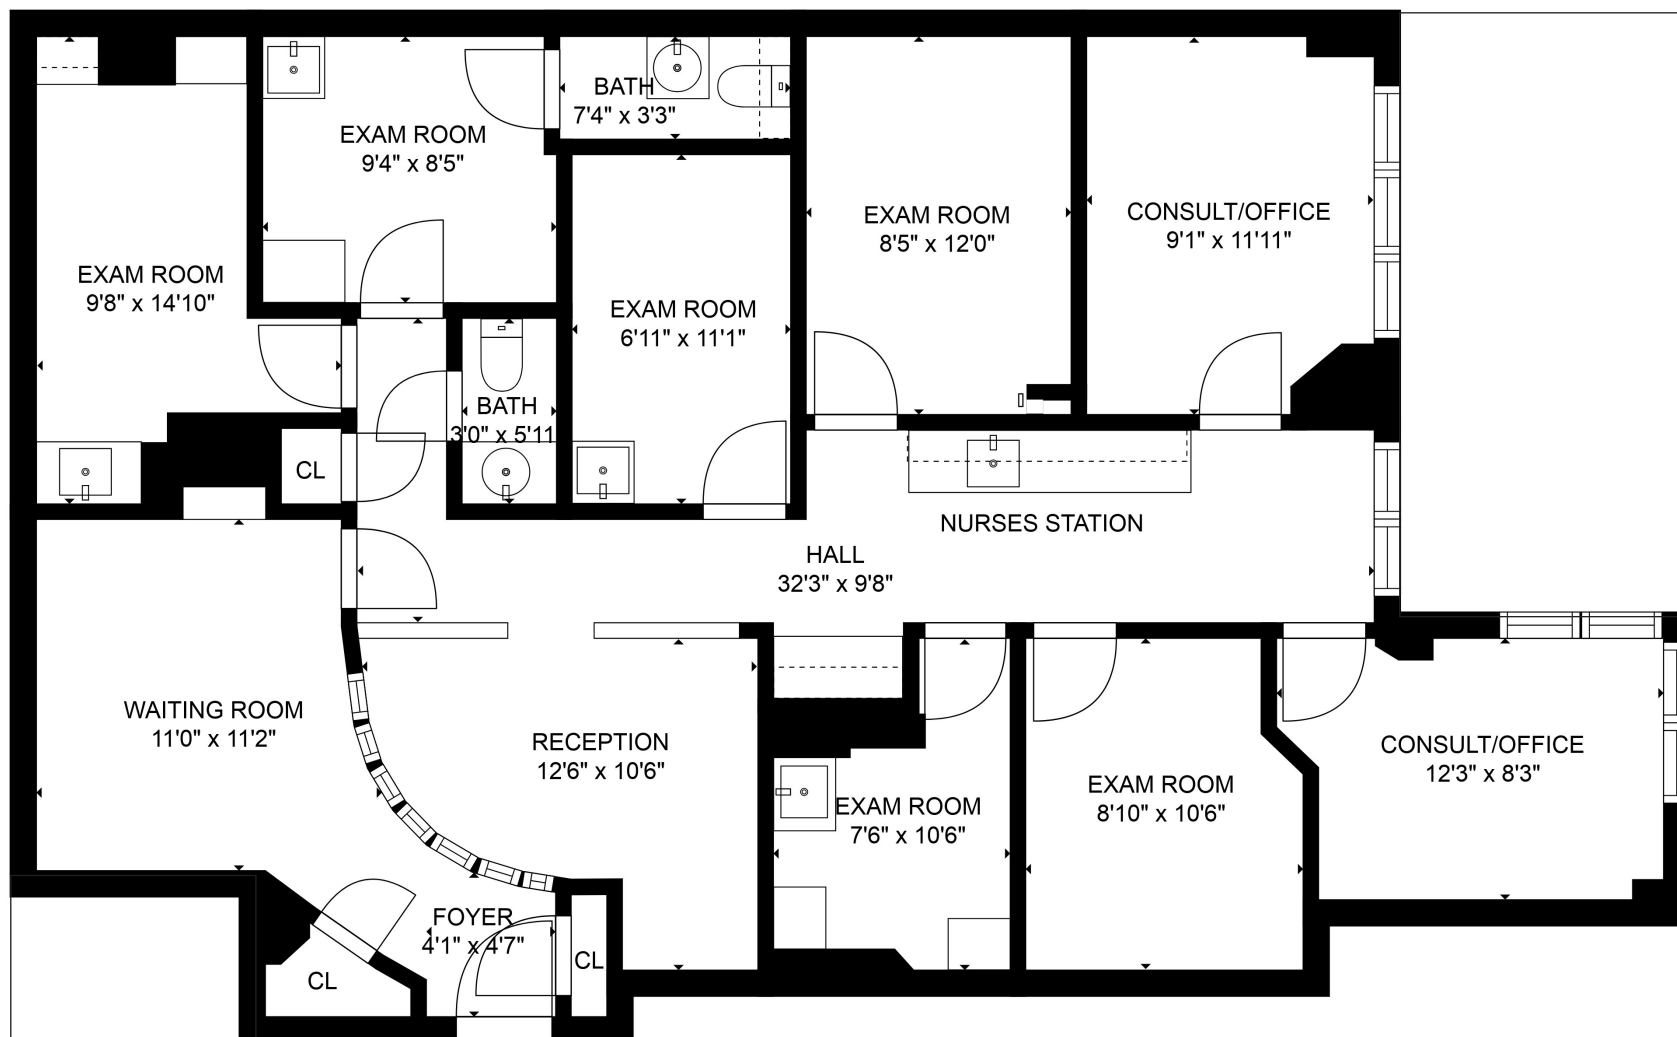 BATH
7'4" x 3'3"
EXAM ROOM
9'4" x 8'5"
EXAM ROOM
8'5" x 12'0"
CONSULT/OFFICE
9'1" x 11'11"
EXAM ROOM
9'8" x 14'10"
EXAM ROOM
6'11" x 11'1"
BATH
3'0" x 5'11
CL
NURSES STATION
HALL
32'3" x 9'8"
WAITING ROOM
11'0" x 11'2"
RECEPTION
12'6" x 10'6"
CONSULT/OFFICE
12'3" x 8'3"
EXAM ROOM
8'10" x 10'6"
EXAM ROOM
7'6" x 10'6"
FOYER
4'1" x 4'7"
CL
CL